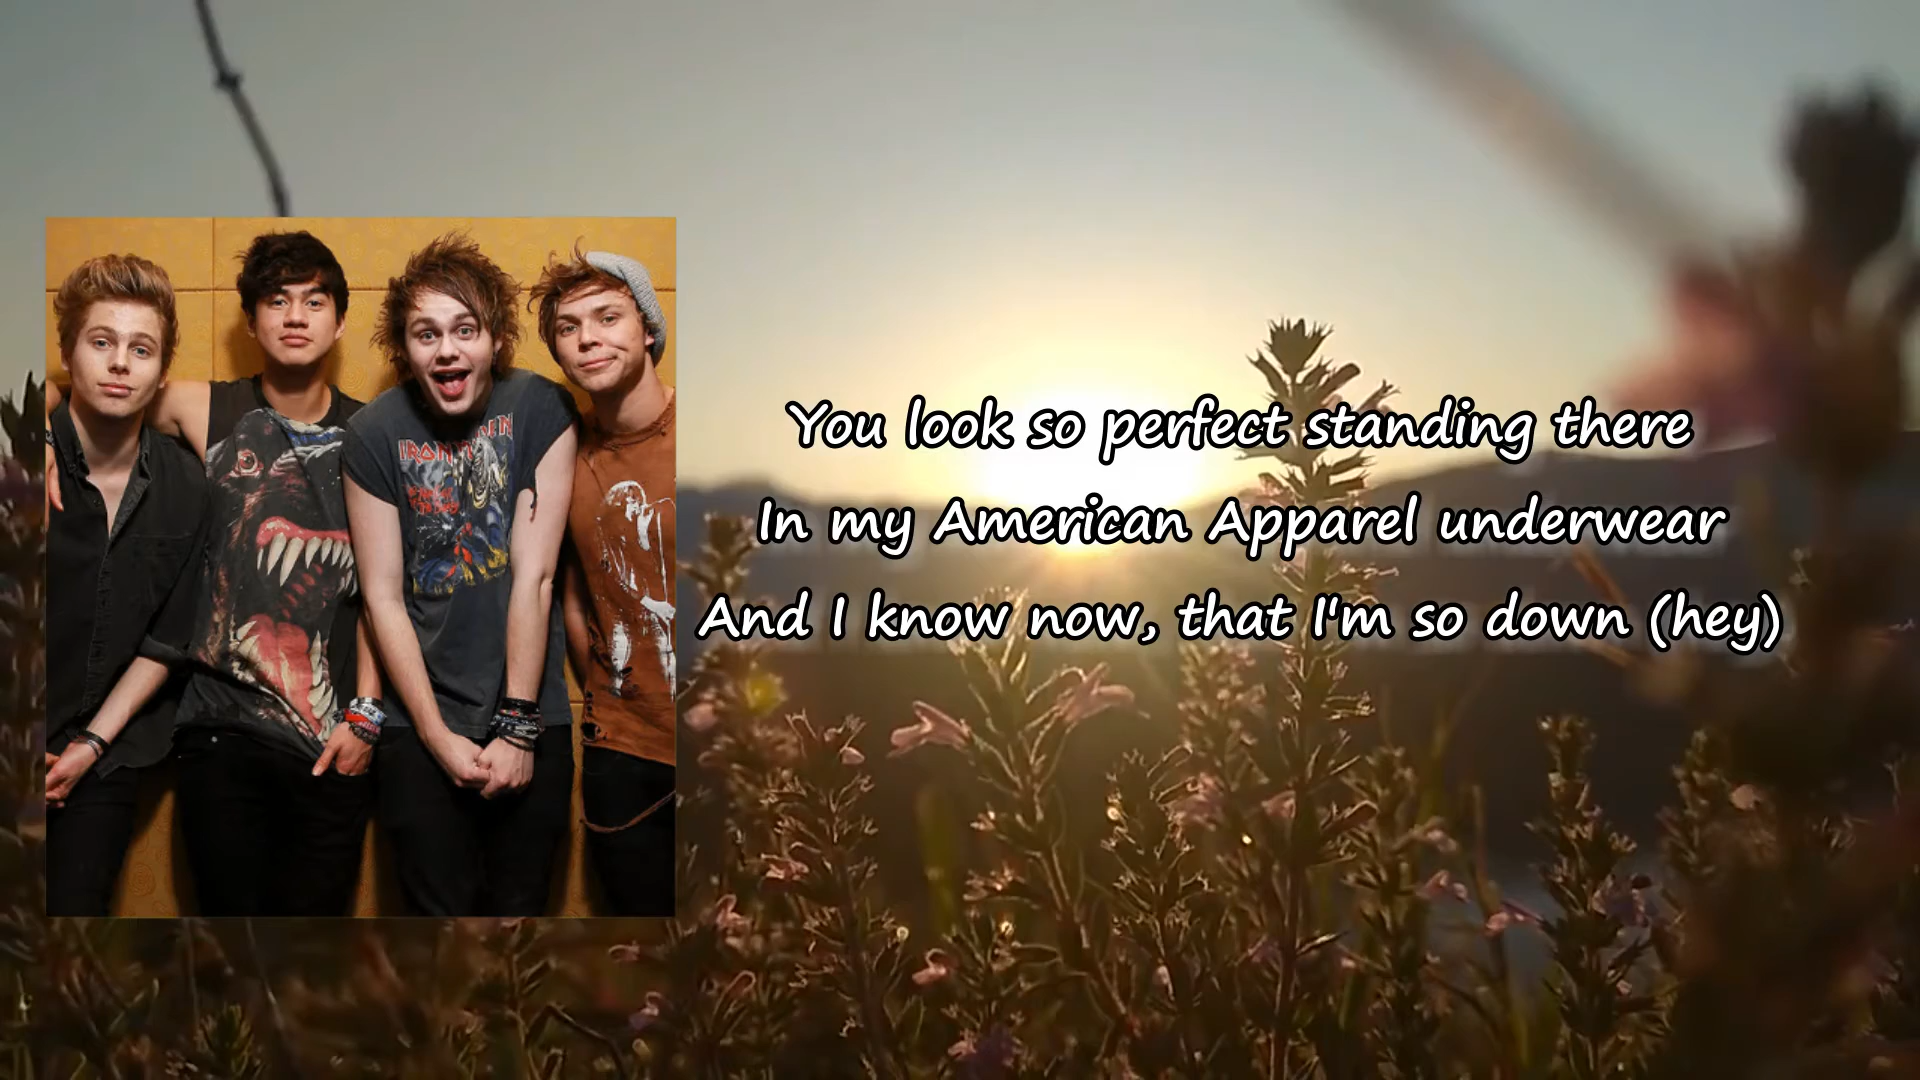 IRON MAIDEN
You look so perfect standing there
In my American Apparel underwear
And I know now, that I'm so down (hey)